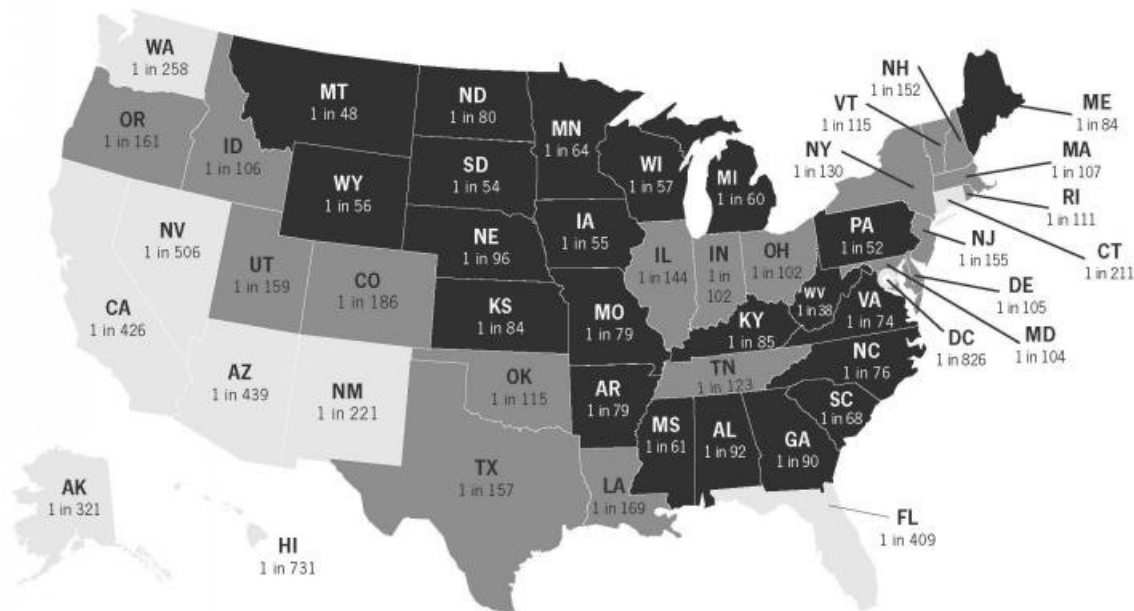 WA
1 in 258
OR
1 in 161
ID
1 in 106
MT
1 in 48
ND
1 in 80
MN
1 in 64
SD
1 in 54
WY
1 in 56
WI
1 in 57
MI
1 in 60
NH
1 in 152
VT
1 in 115
NY
1 in 130
ME
1 in 84
MA
1 in 107
RI
1 in 111
CT
1 in 211
NJ
1 in 155
DE
1 in 105
MD
1 in 104
DC
1 in 826
PA
1 in 52
NV
1 in 506
UT
1 in 159
CO
1 in 186
NE
1 in 96
IA
1 in 55
IL
1 in 144
IN
1 in
102
OH
1 in 102
WV
1 in 38
VA
1 in 74
CA
1 in 426
KS
1 in 84
MO
1 in 79
KY
1 in 85
NC
1 in 76
TN
1 in 123
SC
1 in 68
AZ
1 in 439
NM
1 in 221
OK
1 in 115
AR
1 in 79
MS
1 in 61
AL
1 in 92
GA
1 in 90
TX
1 in 157
LA
1 in 169
FL
1 in 409
AK
1 in 321
HI
1 in 731